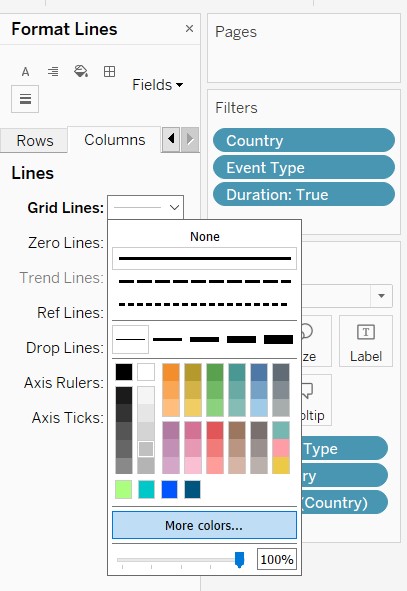 Format Lines
×
A
Fields
Rows
Columns
Lines
Grid Lines:
Zero Lines:
Trend Lines:
Ref Lines:
Drop Lines:
Axis Rulers:
Axis Ticks:
None
More colors...
100%
Pages
Filters
Country
Event Type
Duration: True
ze
T
Label
ltip
Type
ry
(Country)